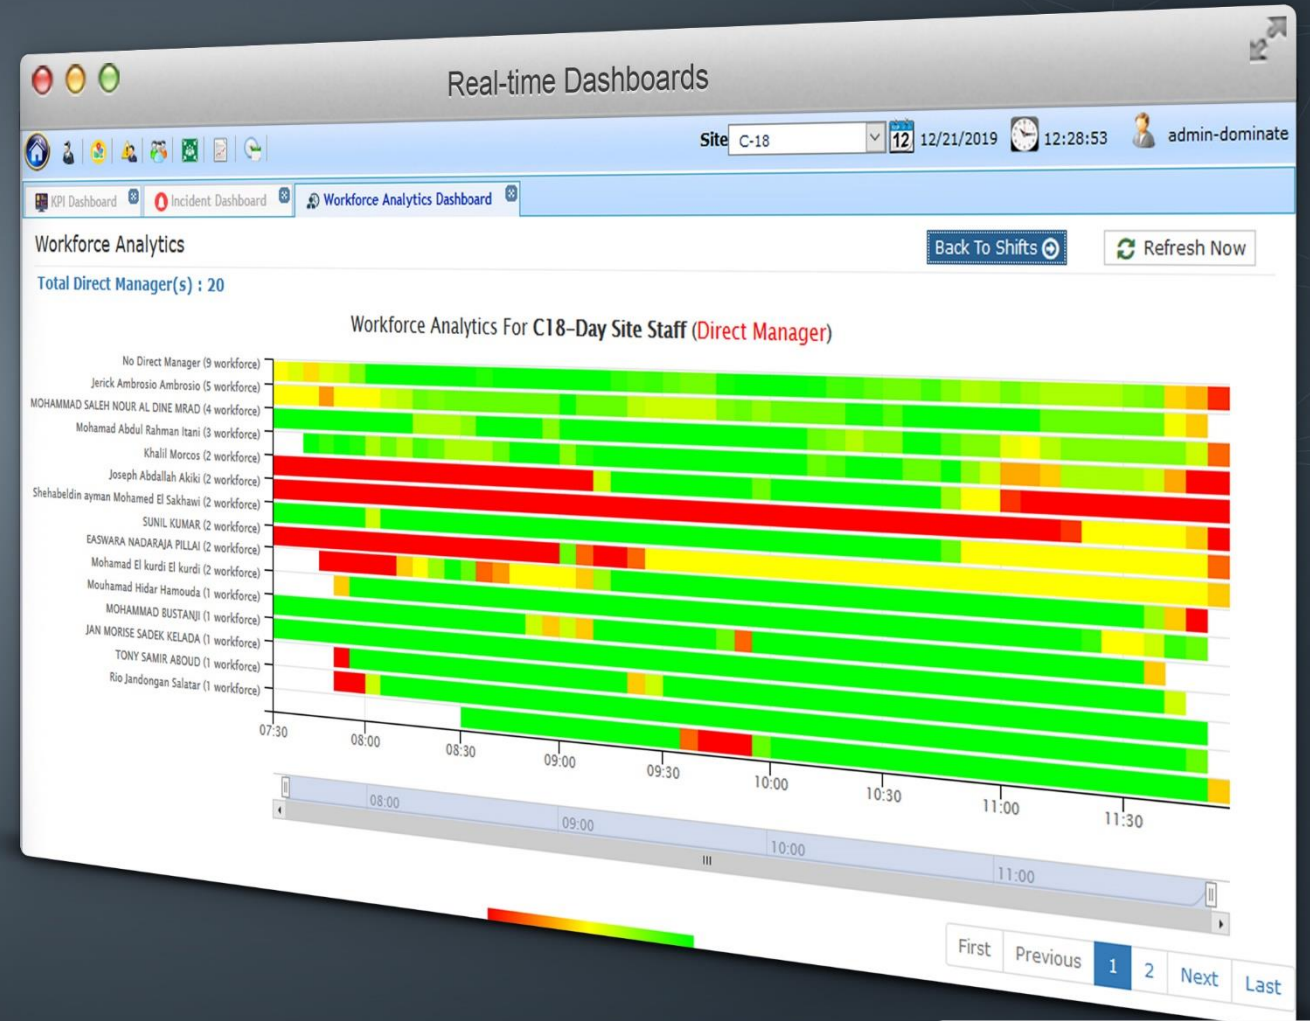 Real-time Dashboards
Site C-18 12 12/21/2019 12:28:53 admin-dominate
KPI Dashboard Incident Dashboard Workforce Analytics Dashboard
Workforce Analytics Back To Shifts Refresh Now
Total Direct Manager(s) : 20
Workforce Analytics For C18-Day Site Staff (Direct Manager)
No Direct Manager (9 workforce)
Jerick Ambrosio Ambrosio (5 workforce)
MOHAMMAD SALEH NOUR AL DINE MRAD (4 workforce)
Mohamad Abdul Rahman Itani (3 workforce)
Khalil Morcos (2 workforce)
Joseph Abdallah Akiki (2 workforce)
Shehabeldin ayman Mohamed El Sakhawi (2 workforce)
SUNIL KUMAR (2 workforce)
EASWARA NADARAJA PILLAI (2 workforce)
Mohamad El kurdi El kurdi (2 workforce)
Mouhamad Hidar Hamouda (1 workforce)
MOHAMMAD BUSTANJI (1 workforce)
JAN MORISE SADEK KELADA (1 workforce)
TONY SAMIR ABOUD (1 workforce)
Rio Jandongan Salatar (1 workforce)
07:30 08:00 08:30 09:00 09:30 10:00 10:30 11:00 11:30
08:00 09:00 10:00 11:00
First Previous 1 2 Next Last